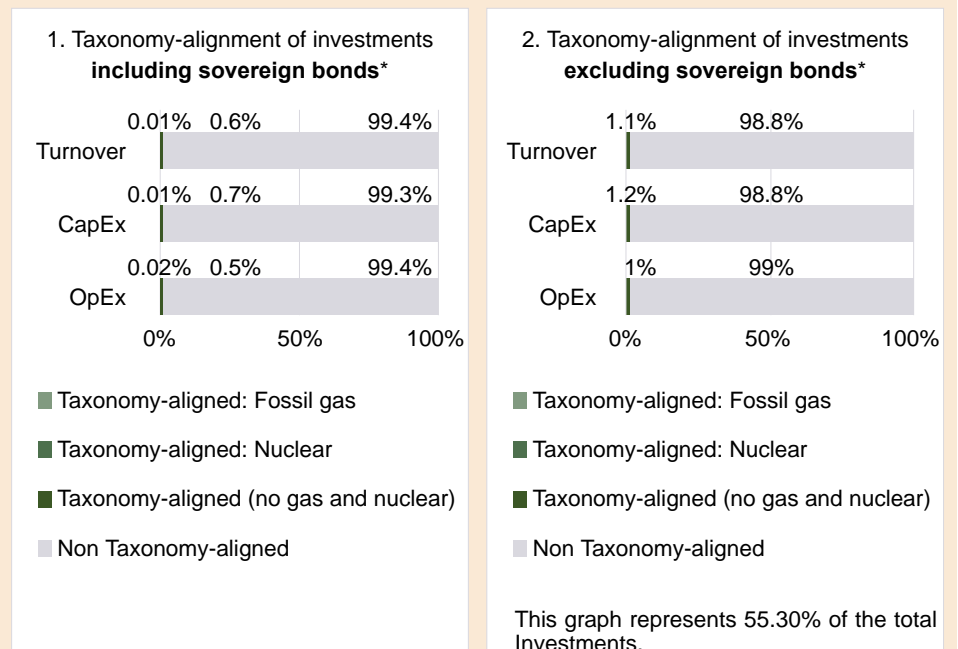 1. Taxonomy-alignment of investments
including sovereign bonds*
0.01% 0.6% 99.4%
Turnover
0.01% 0.7% 99.3%
CapEx
0.02% 0.5% 99.4%
OpEx
0% 50% 100%
Taxonomy-aligned: Fossil gas
Taxonomy-aligned: Nuclear
Taxonomy-aligned (no gas and nuclear)
Non Taxonomy-aligned
2. Taxonomy-alignment of investments
excluding sovereign bonds*
1.1% 98.8%
Turnover
1.2% 98.8%
CapEx
1% 99%
OpEx
0% 50% 100%
Taxonomy-aligned: Fossil gas
Taxonomy-aligned: Nuclear
Taxonomy-aligned (no gas and nuclear)
Non Taxonomy-aligned
This graph represents 55.30% of the total
Investments.